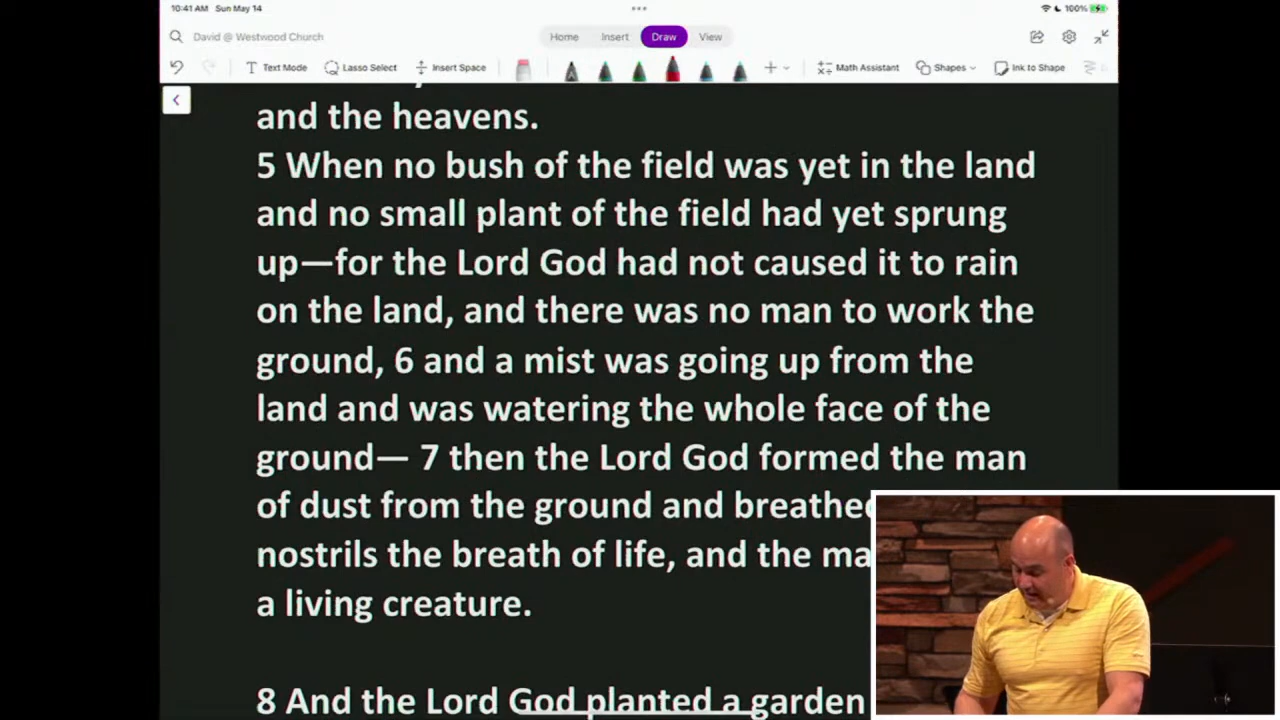 10:41 AM Sun May 14
100%
David @ Westwood Church
Home Insert Draw View
Text Mode Lasso Select Insert Space Math Assistant Shapes Ink to Shape
and the heavens.
5 When no bush of the field was yet in the land
and no small plant of the field had yet sprung
up—for the Lord God had not caused it to rain
on the land, and there was no man to work the
ground, 6 and a mist was going up from the
land and was watering the whole face of the
ground— 7 then the Lord God formed the man
of dust from the ground and breathed
nostrils the breath of life, and the ma
a living creature.
8 And the Lord God planted a garden